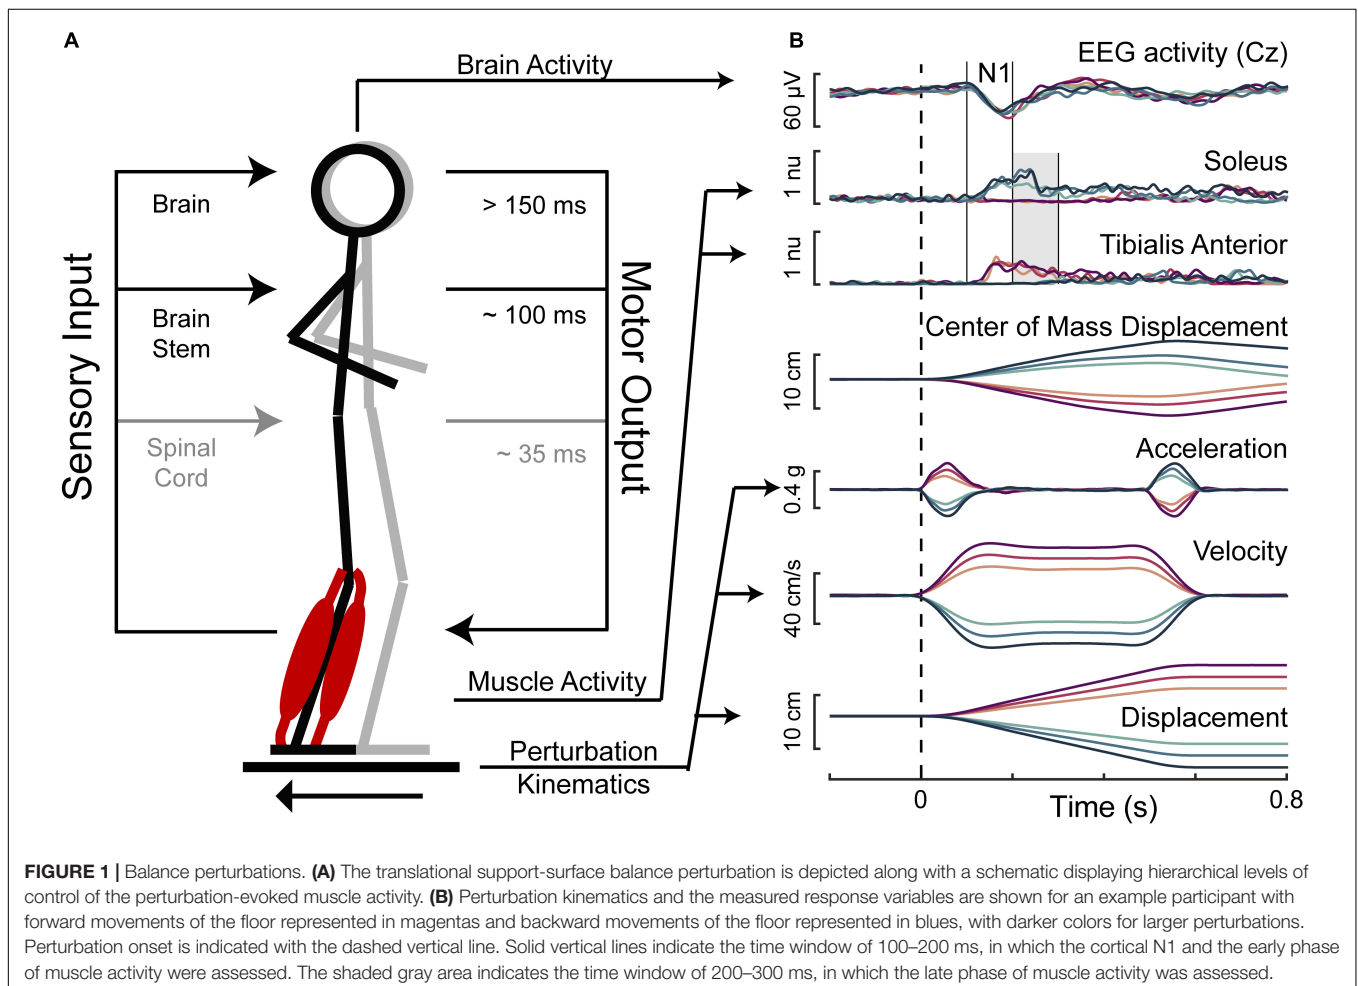 A
Brain Activity
Brain
> 150 ms
Brain
Stem
~ 100 ms
Spinal
Cord
~ 35 ms
Sensory Input
Motor Output
Muscle Activity
Perturbation
Kinematics
B
EEG activity (Cz)
N1
60 µV
Soleus
1 nu
Tibialis Anterior
1 nu
Center of Mass Displacement
10 cm
Acceleration
0.4 g
Velocity
40 cm/s
Displacement
10 cm
0
Time (s)
0.8
FIGURE 1 | Balance perturbations. (A) The translational support-surface balance perturbation is depicted along with a schematic displaying hierarchical levels of
control of the perturbation-evoked muscle activity. (B) Perturbation kinematics and the measured response variables are shown for an example participant with
forward movements of the floor represented in magentas and backward movements of the floor represented in blues, with darker colors for larger perturbations.
Perturbation onset is indicated with the dashed vertical line. Solid vertical lines indicate the time window of 100–200 ms, in which the cortical N1 and the early phase
of muscle activity were assessed. The shaded gray area indicates the time window of 200–300 ms, in which the late phase of muscle activity was assessed.